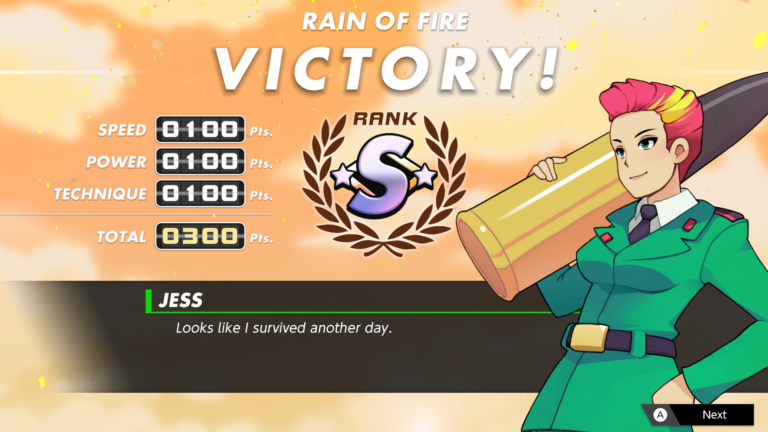 RAIN OF FIRE
VICTORY!
SPEED 0100 Pts.
POWER 0100 Pts.
TECHNIQUE 0100 Pts.
TOTAL 0300 Pts.
RANK
S
JESS
Looks like I survived another day.
A Next